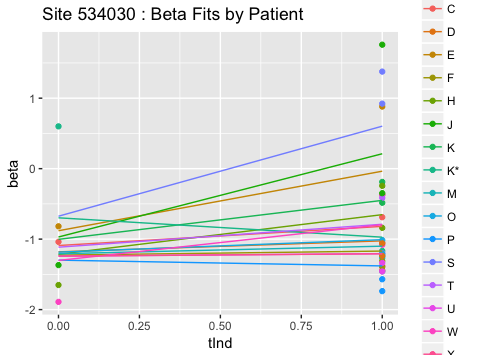 Site 534030 : Beta Fits by Patient
beta
1
0
-1
-2
0.00 0.25 0.50 0.75 1.00
tInd
C
D
E
F
H
J
K
K*
M
O
P
S
T
U
W